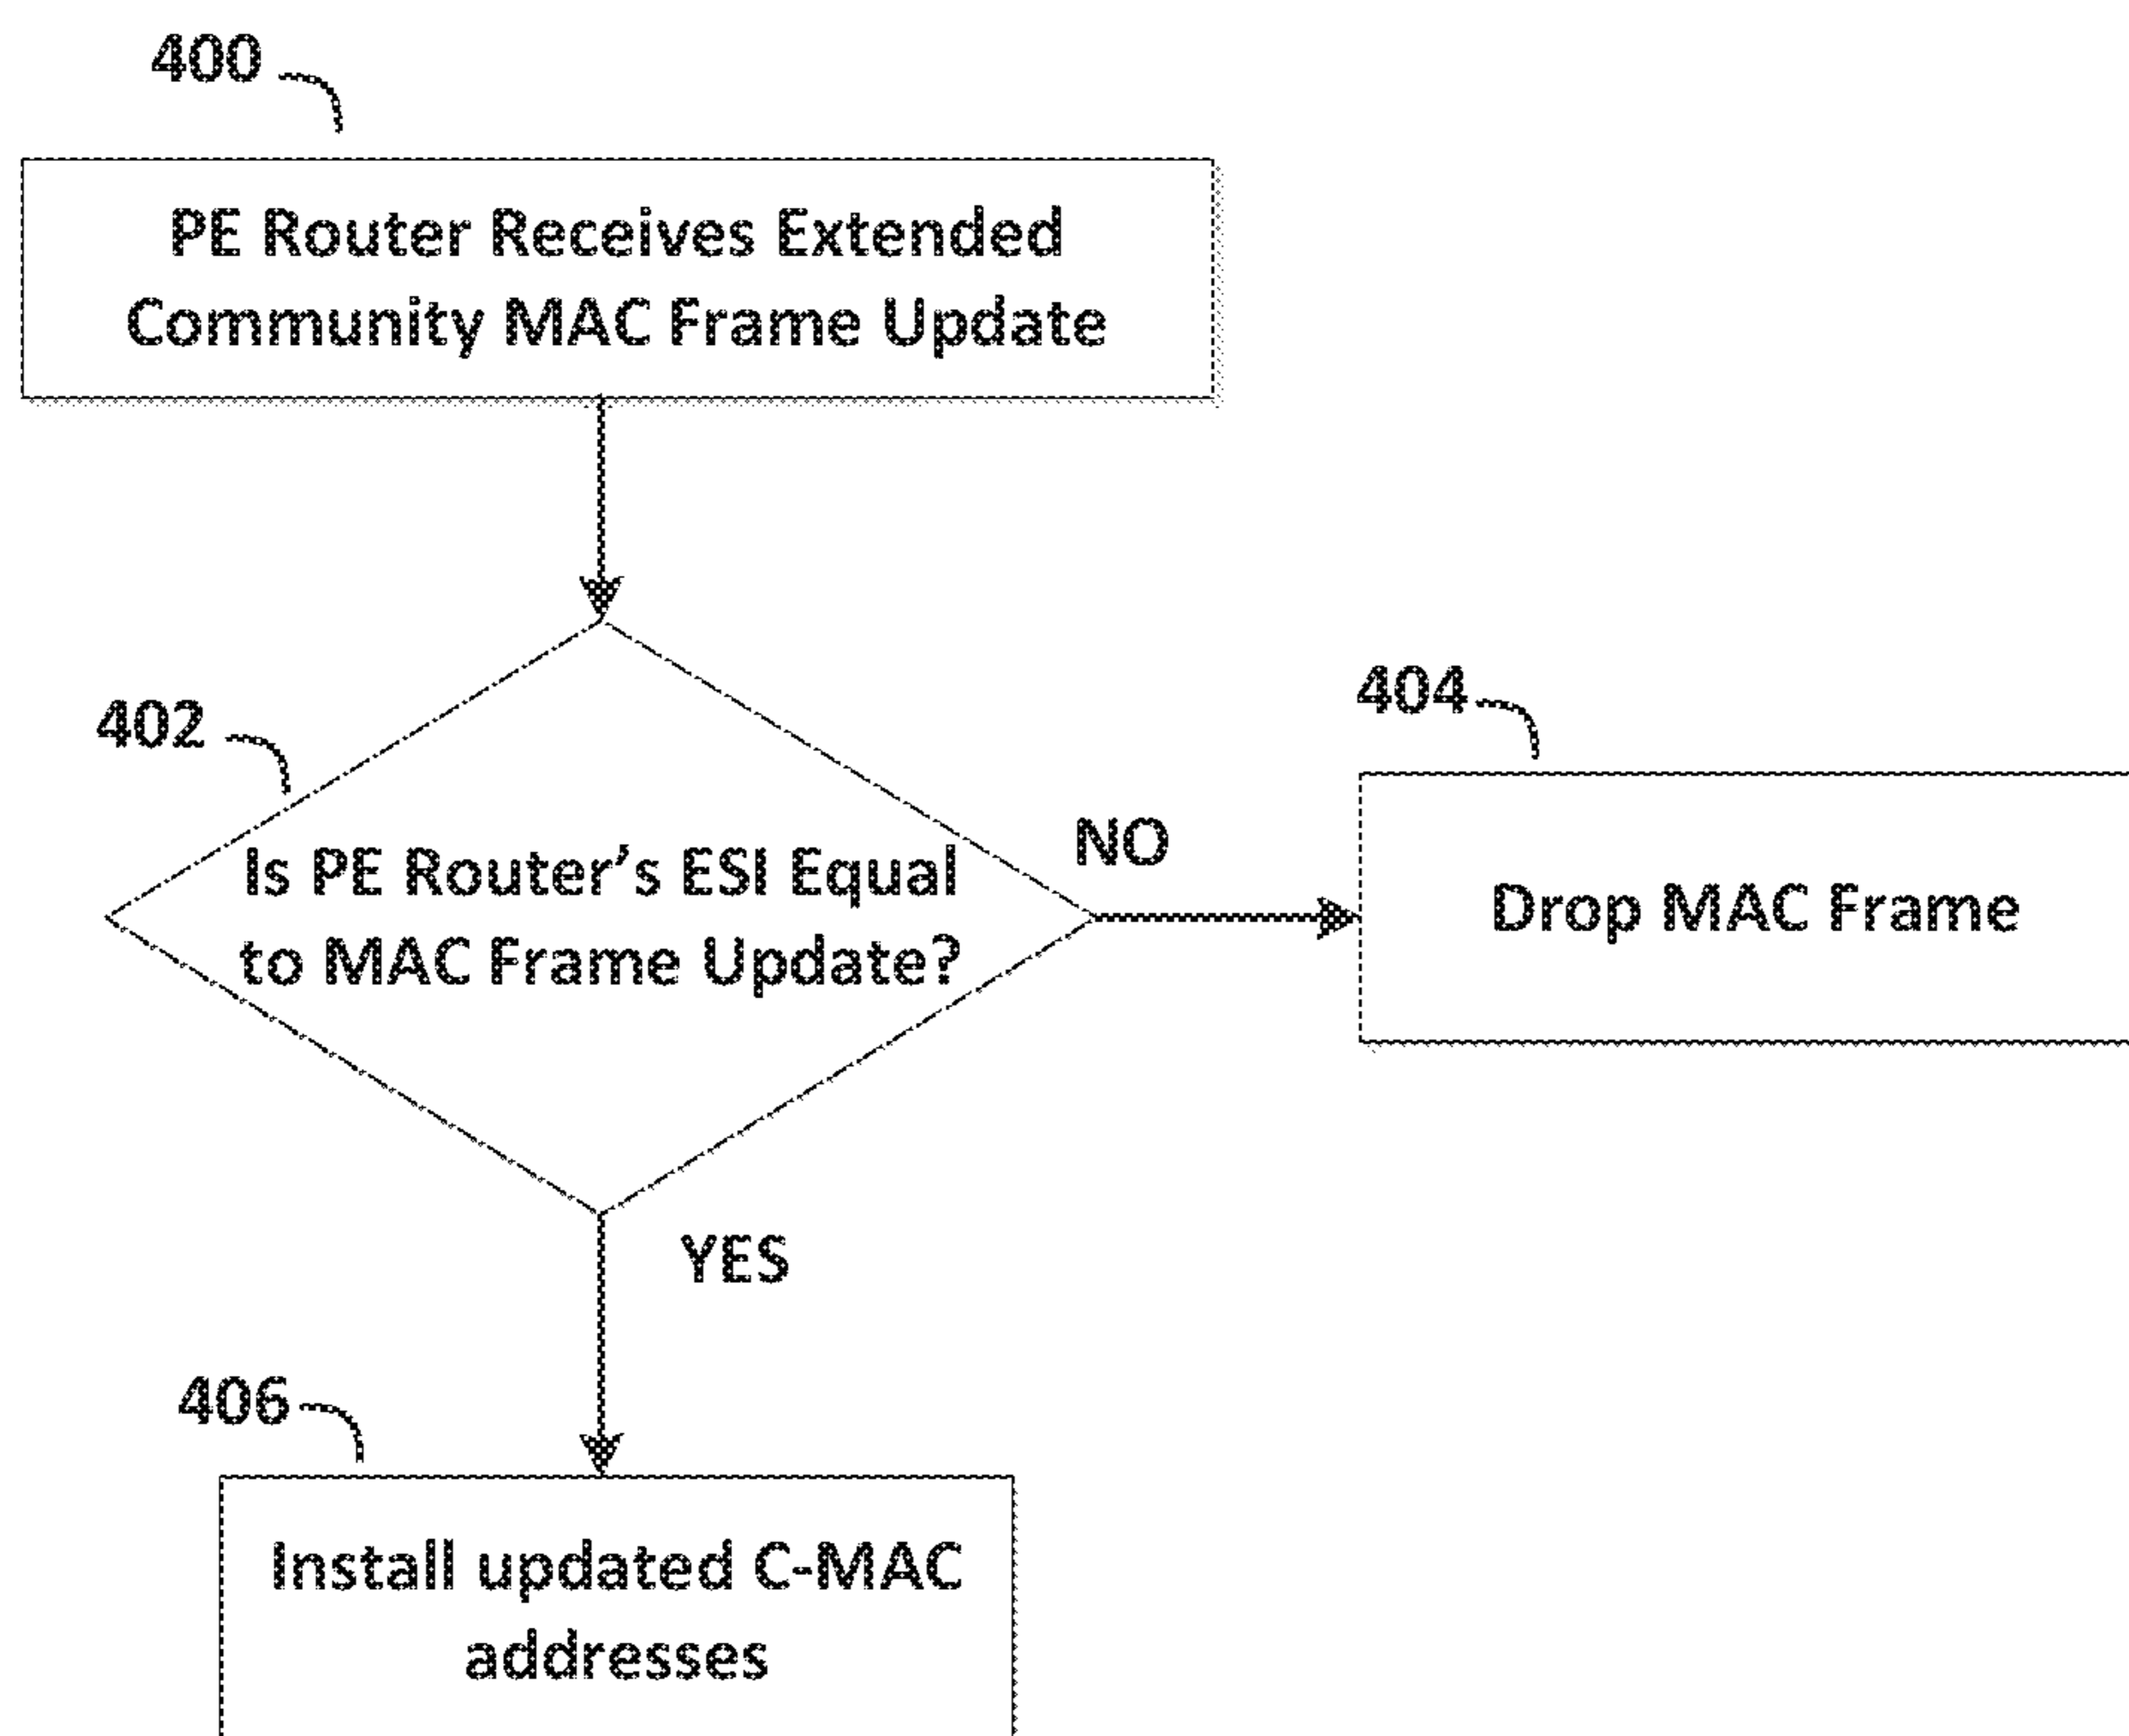 400
PE Router Receives Extended
Community MAC Frame Update
402
Is PE Router's ESI Equal
to MAC Frame Update?
NO
404
Drop MAC Frame
YES
406
Install updated C-MAC
addresses